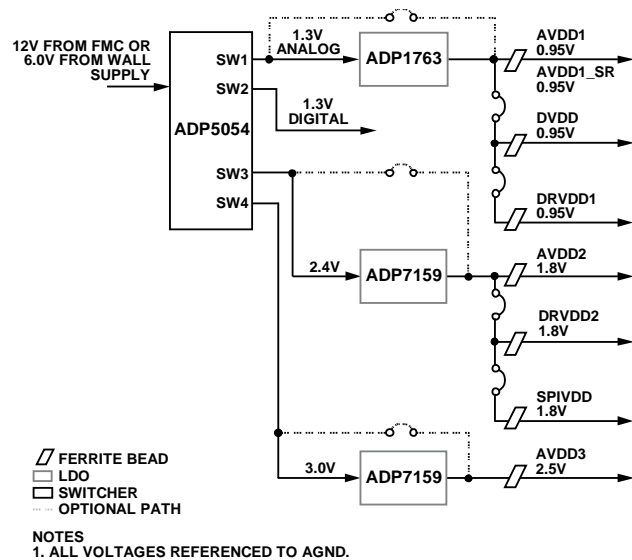 12V FROM FMC OR
6.0V FROM WALL
SUPPLY
ADP5054
SW1
SW2
SW3
SW4
1.3V
ANALOG
ADP1763
1.3V
DIGITAL
AVDD1
0.95V
AVDD1_SR
0.95V
DVDD
0.95V
DRVDD1
0.95V
2.4V
ADP7159
AVDD2
1.8V
DRVDD2
1.8V
SPIVDD
1.8V
3.0V
ADP7159
AVDD3
2.5V
FERRITE BEAD
LDO
SWITCHER
OPTIONAL PATH
NOTES
1. ALL VOLTAGES REFERENCED TO AGND.